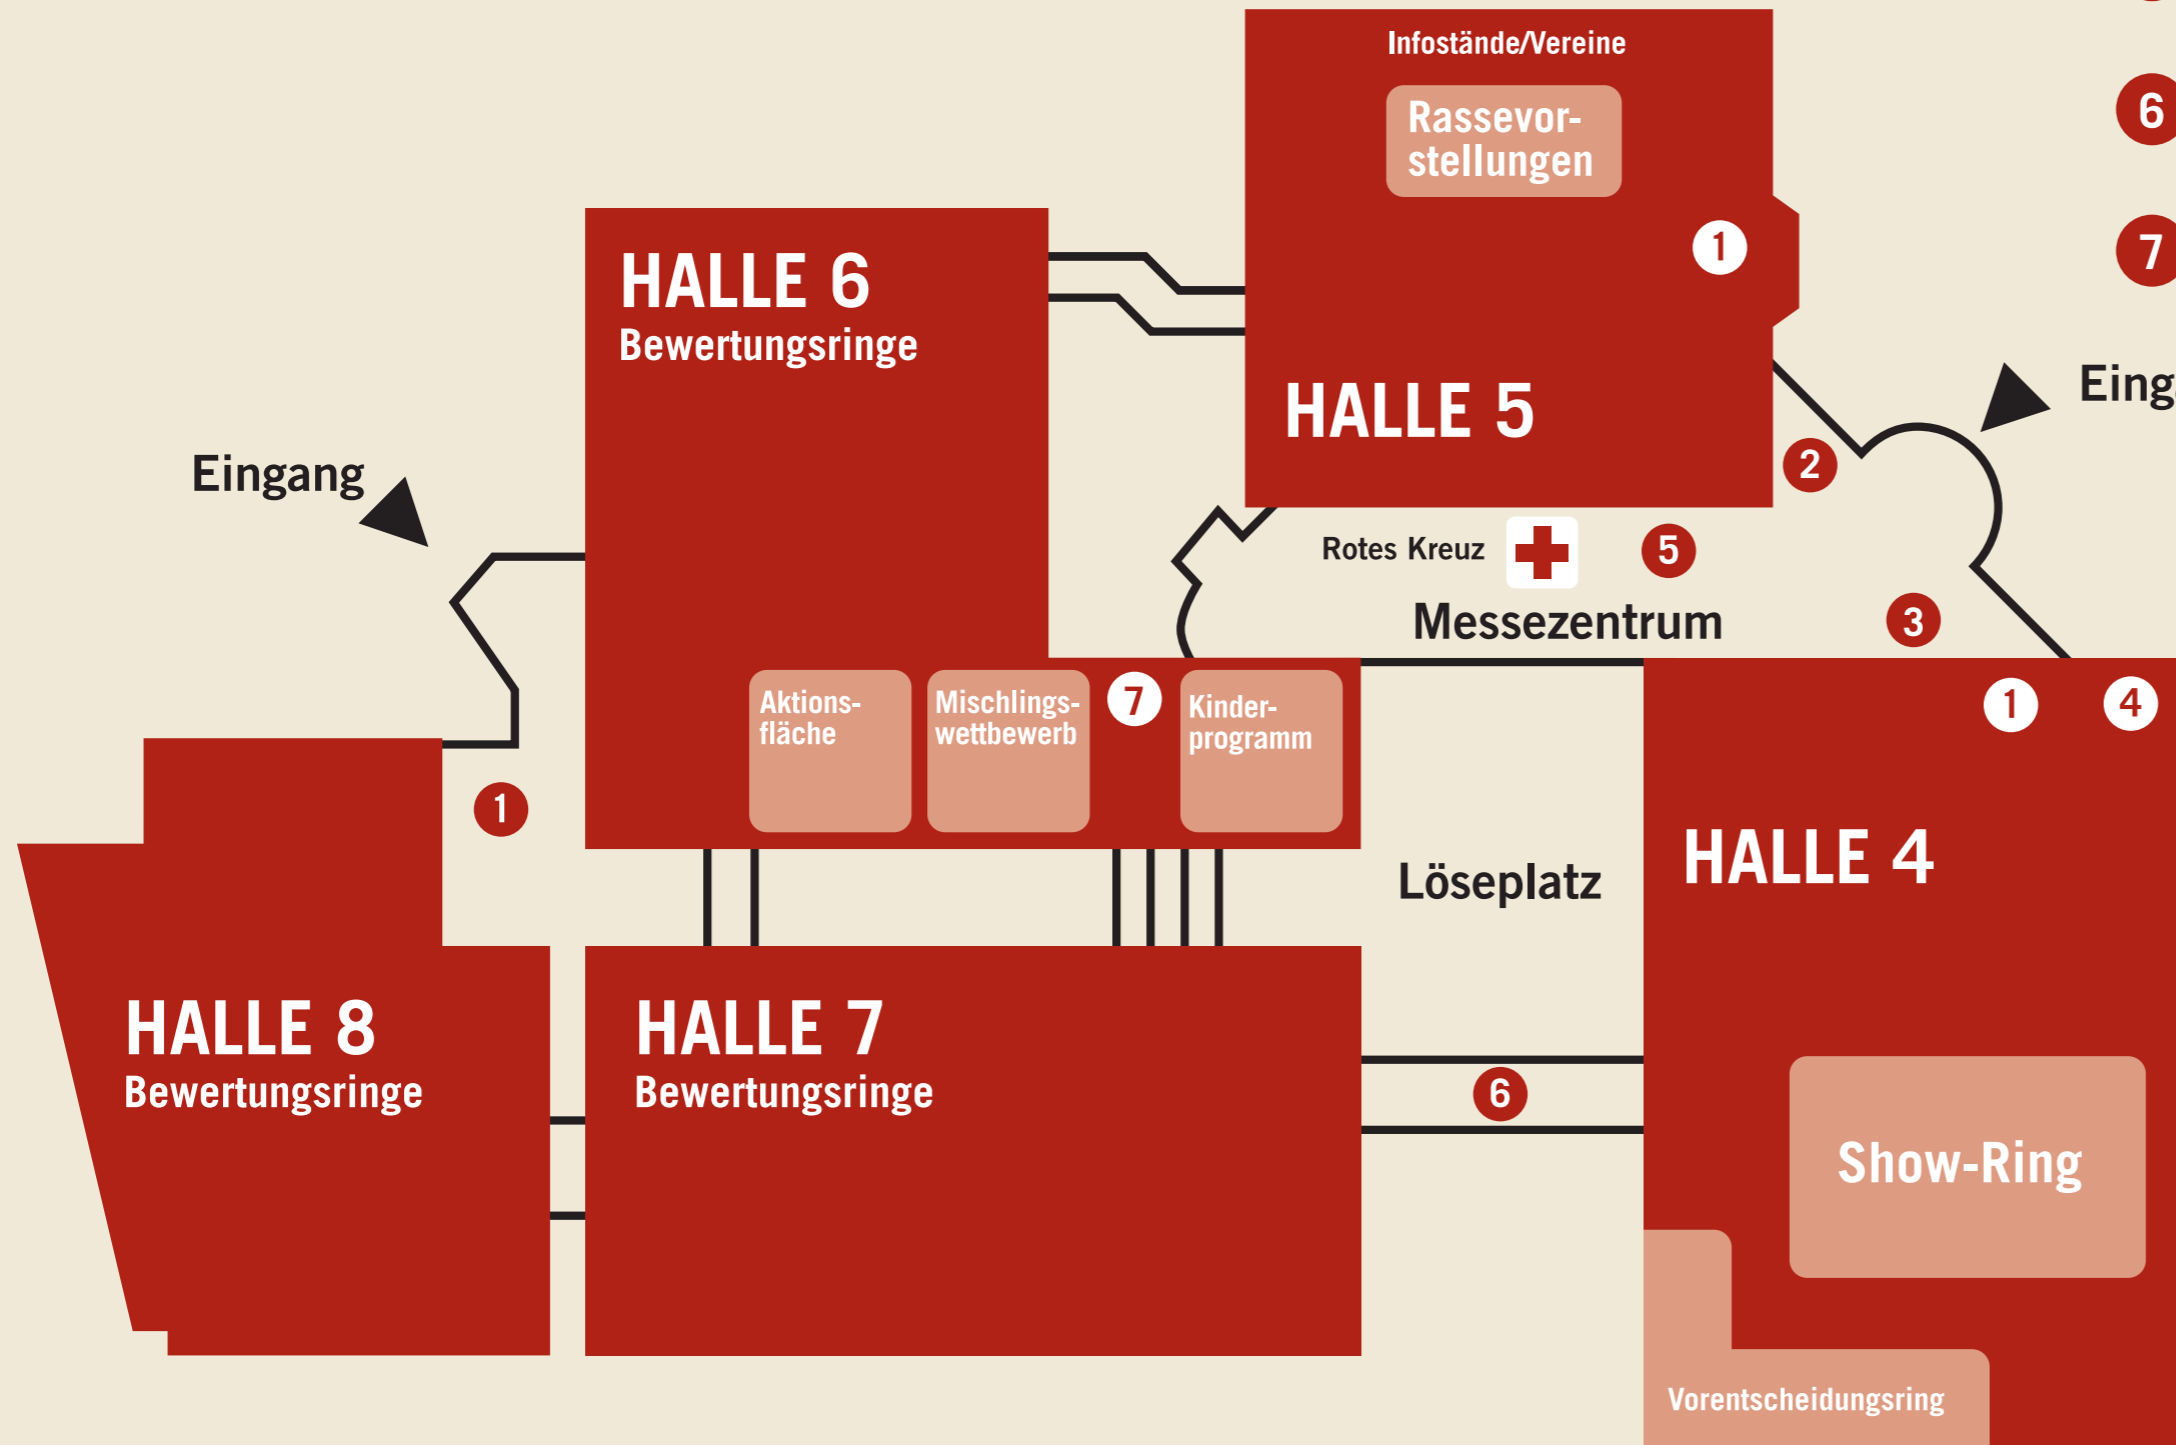 Infostände/Vereine
Rassevor-
stellungen
6
1
7
HALLE 6
Bewertungsringe
HALLE 5
Eing
2
Eingang
Rotes Kreuz
5
Messezentrum
3
Aktions-
fläche
Mischlings-
wettbewerb
7
Kinder-
programm
1
4
1
HALLE 4
Löseplatz
HALLE 8
Bewertungsringe
HALLE 7
Bewertungsringe
6
Show-Ring
Vorentscheidungsring